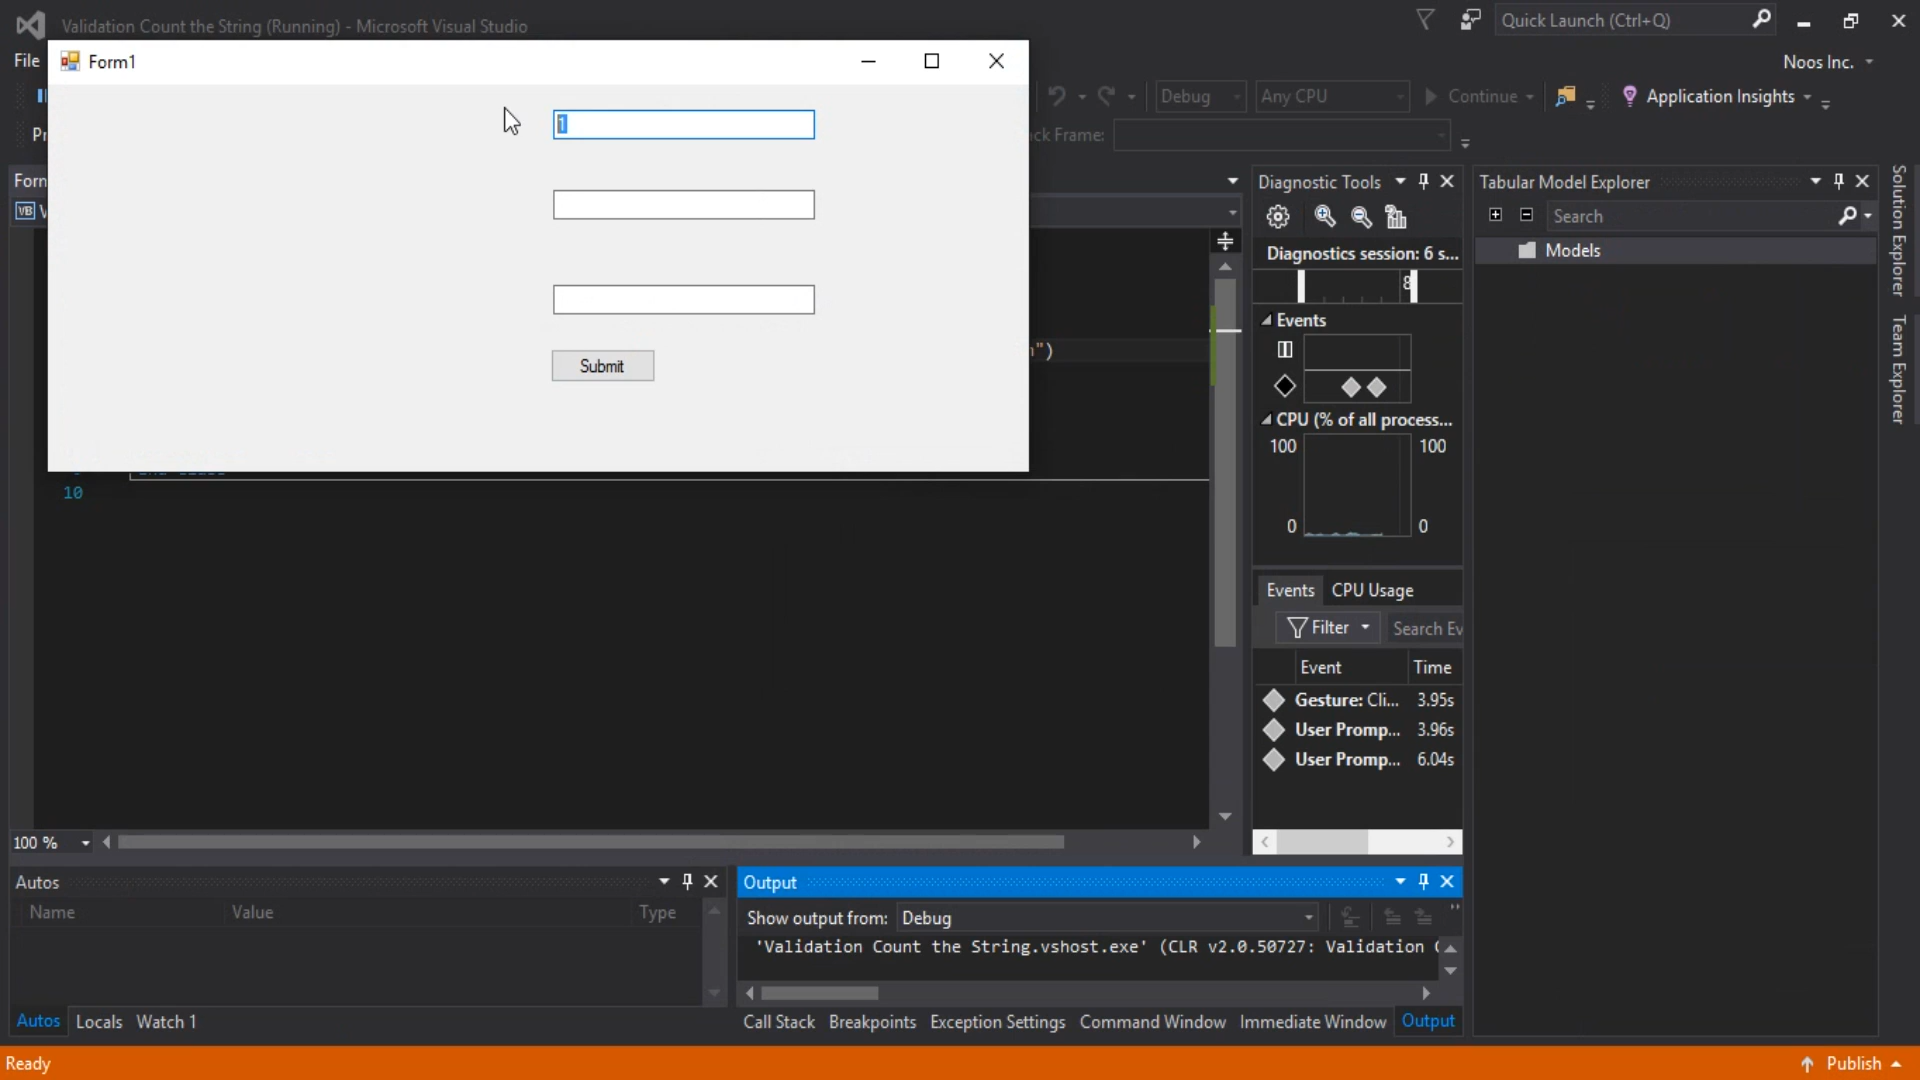 Validation Count the String (Running) - Microsoft Visual Studio
Quick Launch (Ctrl+Q)
File
Noos Inc.
Form1
Debug
Any CPU
Continue
Application Insights
Frame:
1
Diagnostic Tools
Tabular Model Explorer
VB
Search
Diagnostics session: 6 s...
Models
8
Events
")
Submit
CPU (% of all process...
100
100
0
0
10
Events
CPU Usage
Filter
Search Ev
Event
Time
Gesture: Cli...
3.95s
User Promp...
3.96s
User Promp...
6.04s
100 %
Autos
Name
Value
Type
Output
Show output from:
Debug
'Validation Count the String.vshost.exe' (CLR v2.0.50727: Validation
Autos
Locals
Watch 1
Call Stack
Breakpoints
Exception Settings
Command Window
Immediate Window
Output
Ready
Publish
Solution Explorer
Team Explorer